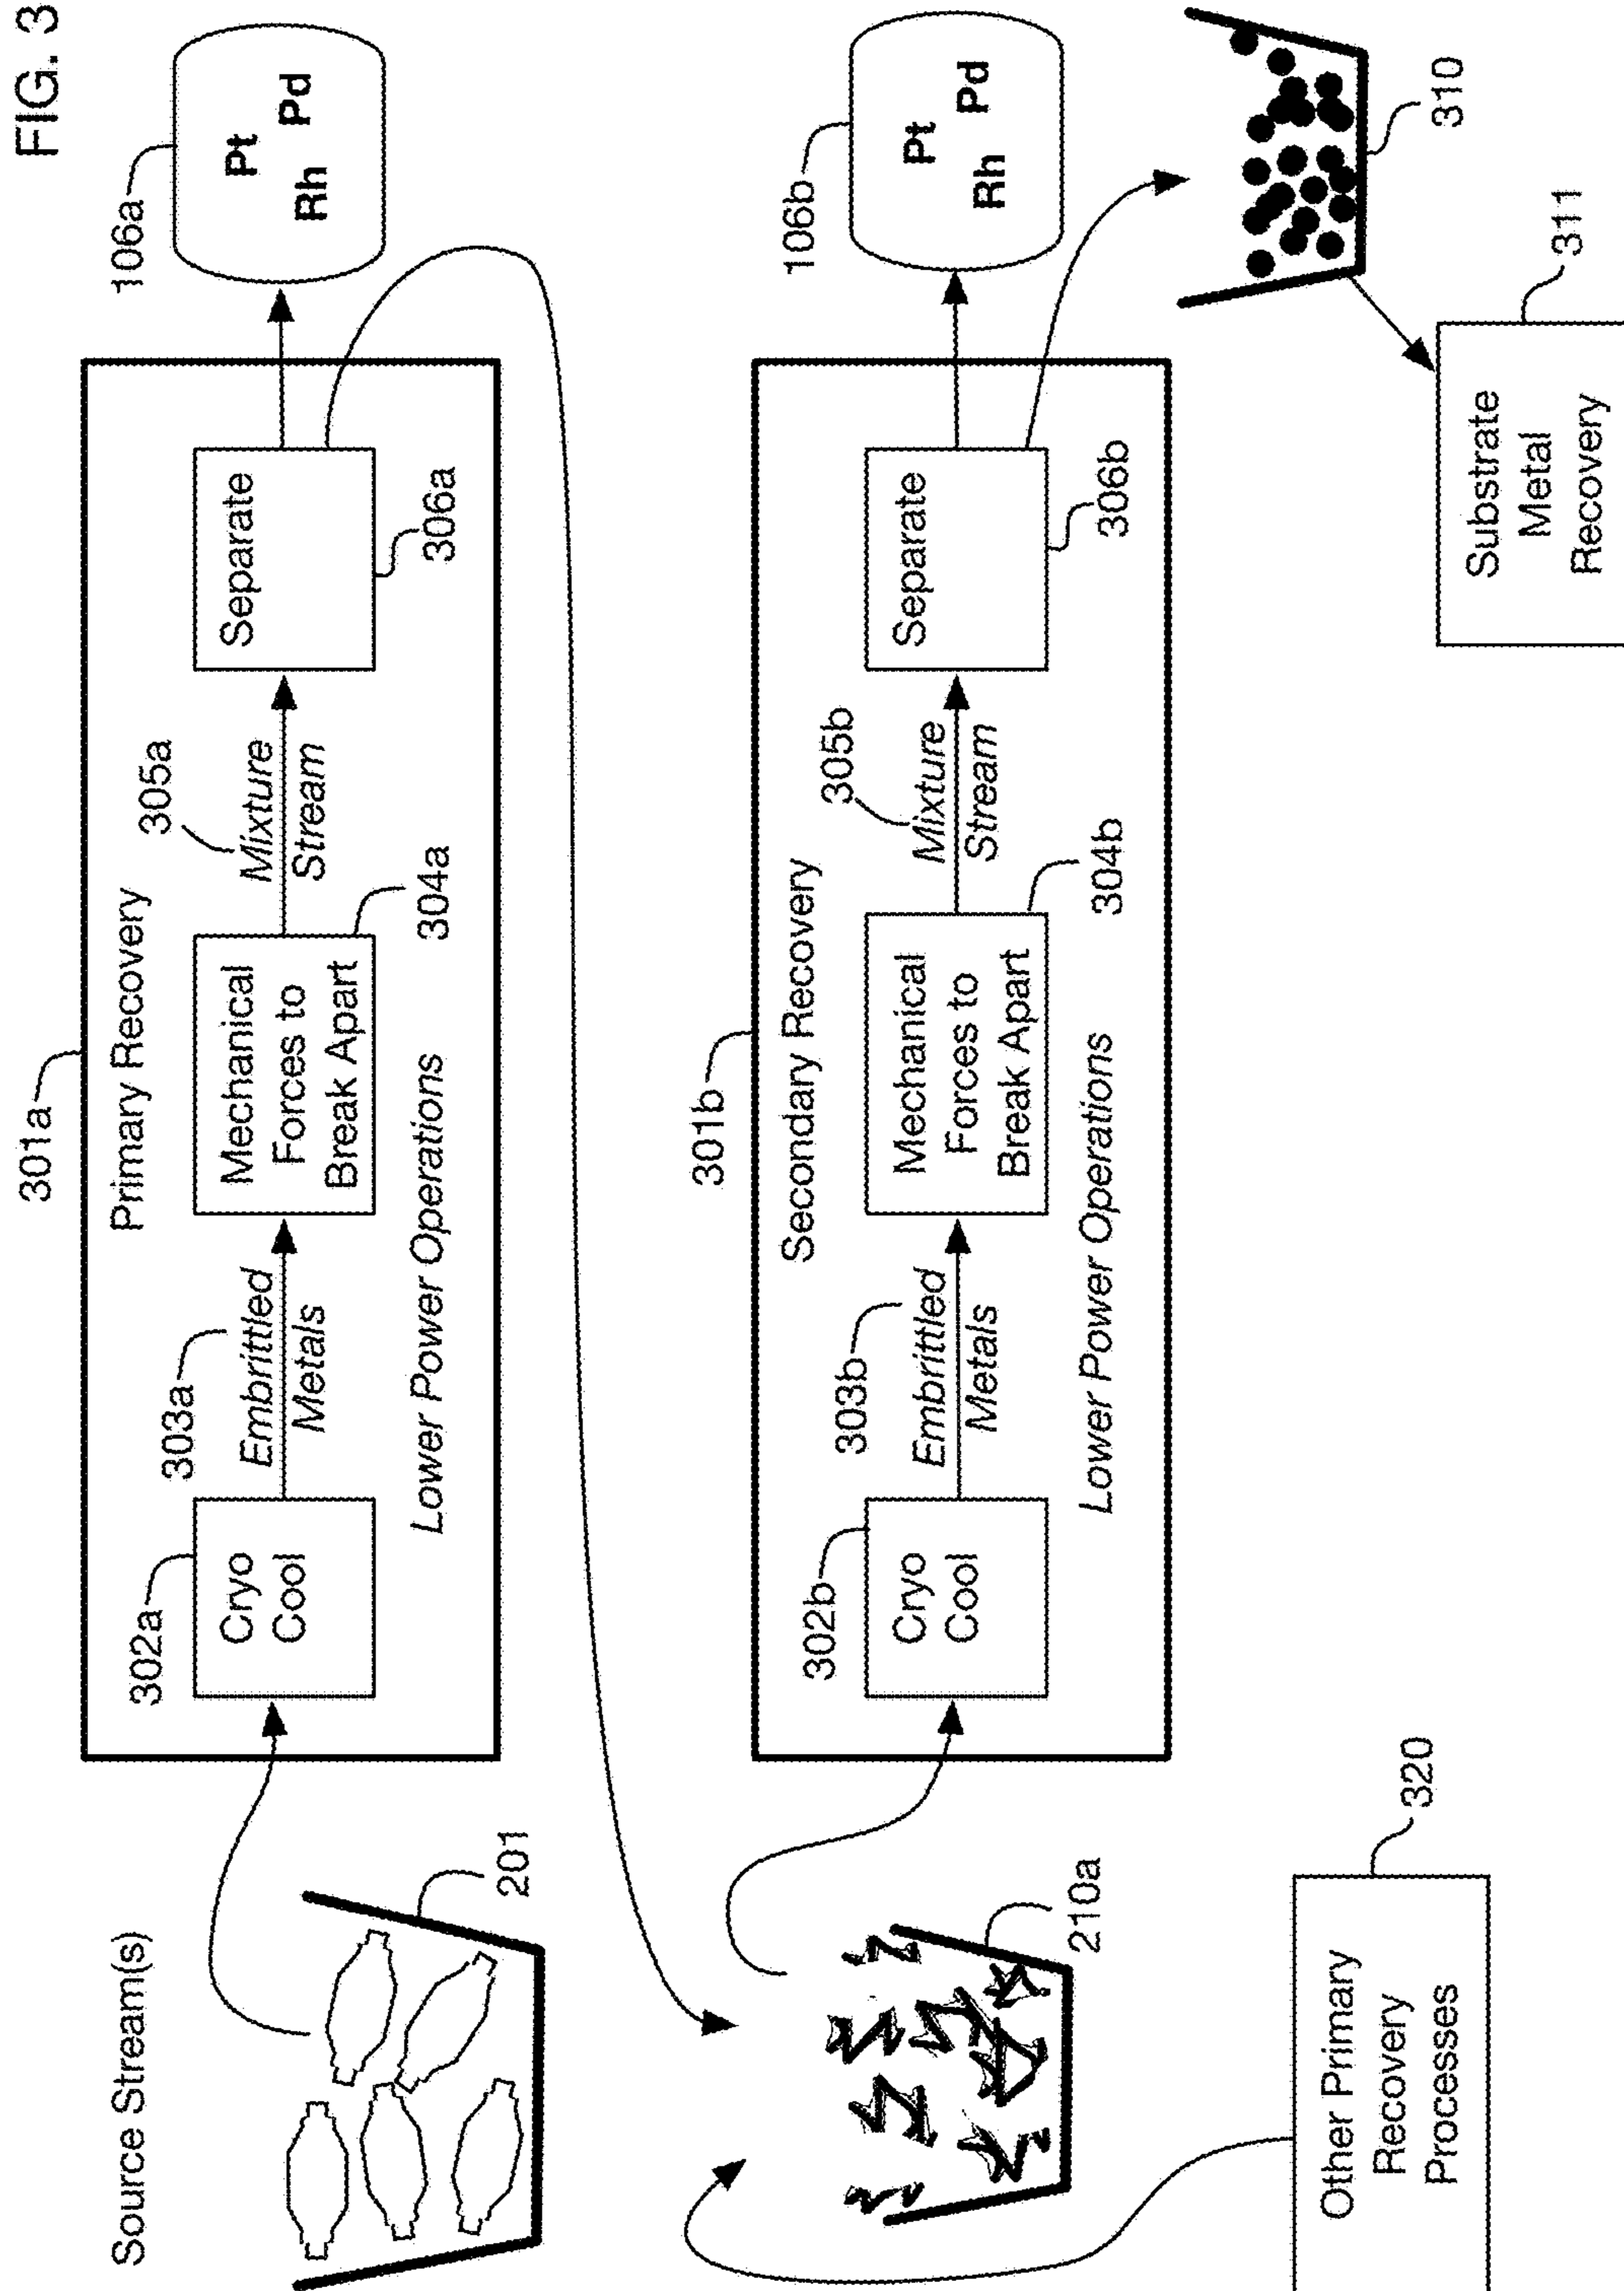 FIG. 3
Source Stream(s)
201
301a
Primary Recovery
302a
Cryo
Cool
303a
Embrittled
Metals
Mechanical
Forces to
Break Apart
304a
305a
Mixture
Stream
Separate
306a
Lower Power Operations
106a
Pt
Rh
Pd
210a
301b
Secondary Recovery
302b
Cryo
Cool
303b
Embrittled
Metals
Mechanical
Forces to
Break Apart
304b
305b
Mixture
Stream
Separate
306b
Lower Power Operations
106b
Pt
Rh
Pd
310
311
Substrate
Metal
Recovery
320
Other Primary
Recovery
Processes